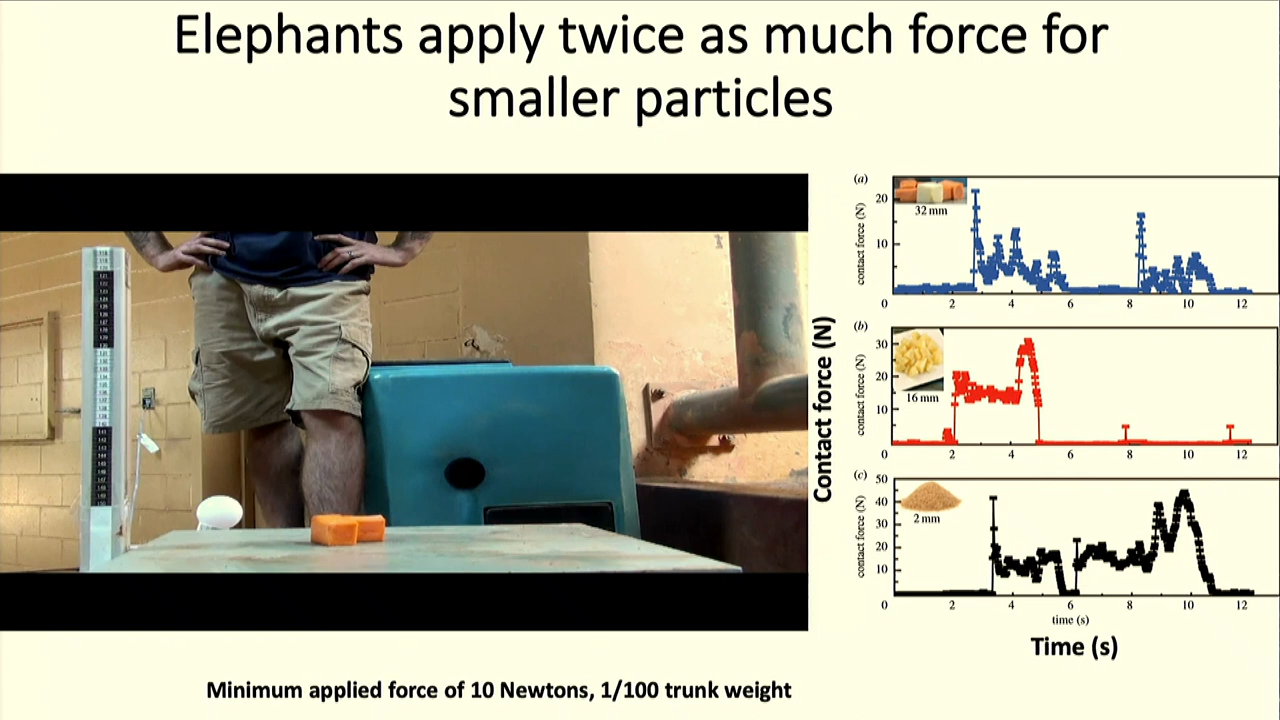 Elephants apply twice as much force for
smaller particles
(a)
contact force (N)
20
10
0
32 mm
2 4 6 8 10 12
(b)
contact force (N)
30
20
10
0
16 mm
2 4 6 8 10 12
(c)
contact force (N)
50
40
30
20
10
0
2 mm
2 4 6 8 10 12
time (s)
Contact force (N)
Time (s)
Minimum applied force of 10 Newtons, 1/100 trunk weight